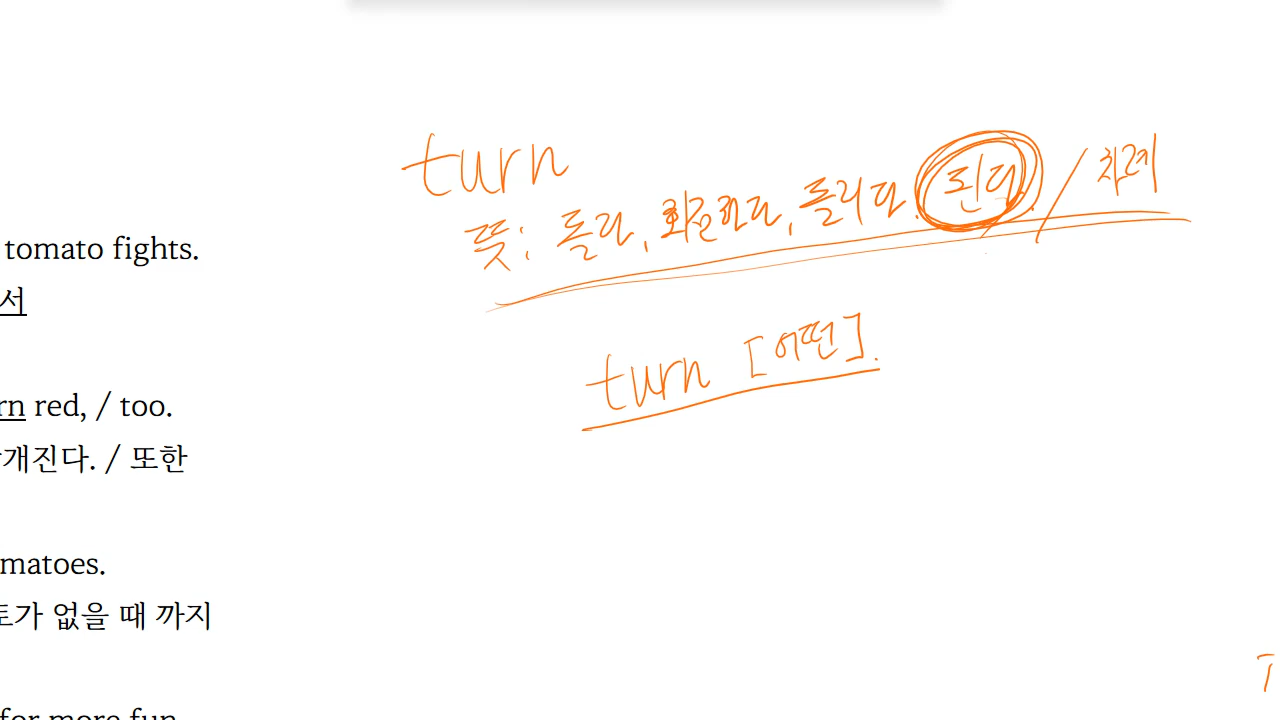 turn
뜻: 돌다, 회전하다, 돌리다, 된다. / 차례
tomato fights.
서
turn [어떤].
rn red, / too.
개진다. / 또한
matoes.
토가 없을 때 까지
for more fun